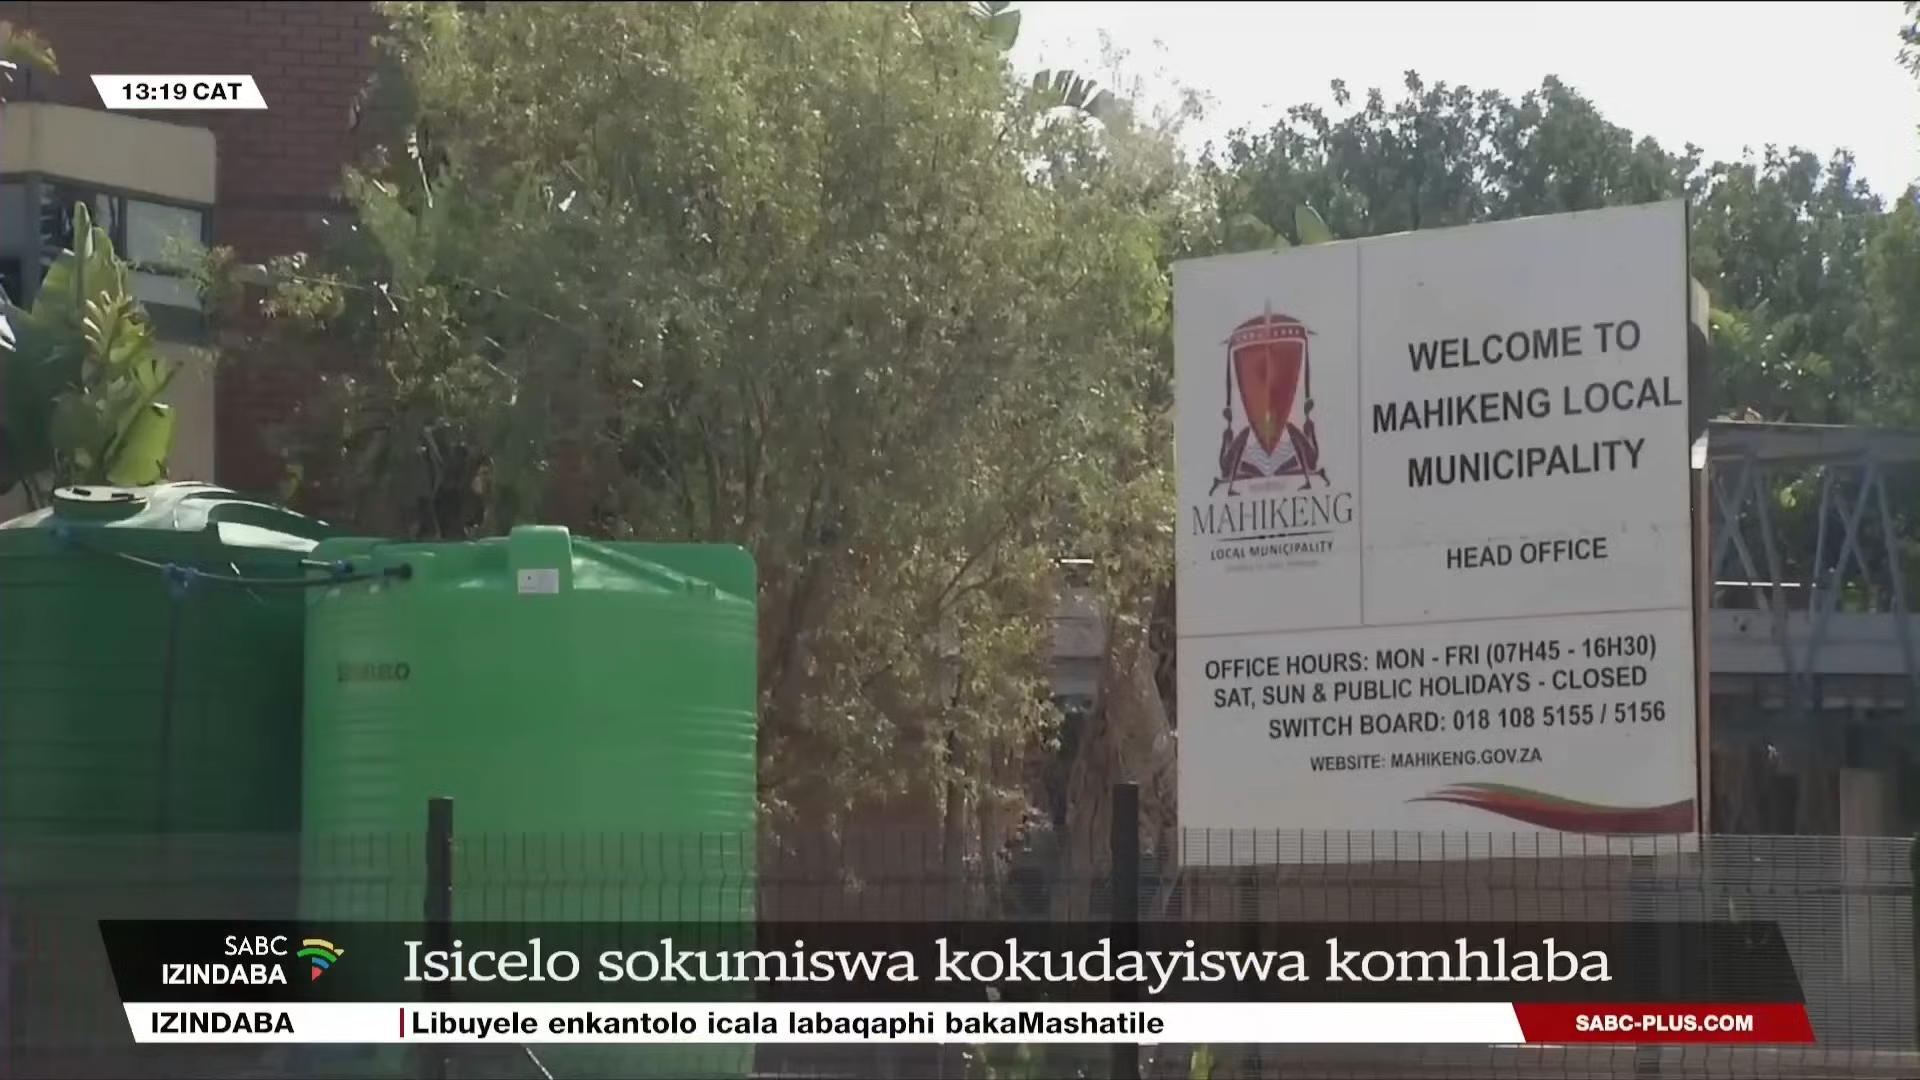 13:19 CAT
WELCOME TO
MAHIKENG LOCAL
MUNICIPALITY
HEAD OFFICE
MAHIKENG
LOCAL MUNICIPALITY
OFFICE HOURS: MON - FRI (07H45 - 16H30)
SAT, SUN & PUBLIC HOLIDAYS - CLOSED
SWITCH BOARD: 018 108 5155 / 5156
WEBSITE: MAHIKENG.GOV.ZA
SABC
IZINDABA
Isicelo sokumiswa kokudayiswa komhlaba
IZINDABA
Libuyele enkantolo icala labaqaphi bakaMashatile
SABC-PLUS.COM